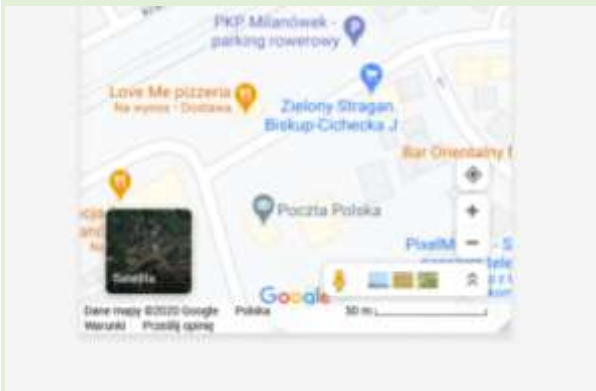 PKP Milanówek -
parking rowerowy
Love Me pizzeria
Na wynos - Dostawa
Zielony Stragan
Biskup-Cichecka J
Bar Orientalny
Poczta Polska
Satelita
Google
Dane mapy ©2020 Google Polska 50 m
Warunki Prześlij opinię